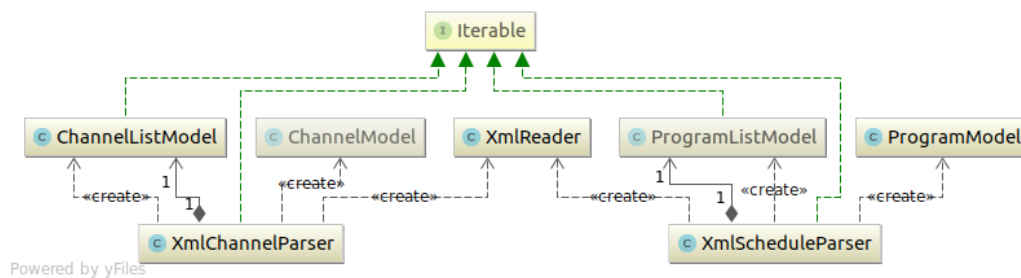 I Iterable
C ChannelListModel
C ChannelModel
C XmlReader
C ProgramListModel
C ProgramModel
«create»
1
1
«create»
«create»
«create»
1
1
«create»
«create»
C XmlChannelParser
C XmlScheduleParser
Powered by yFiles